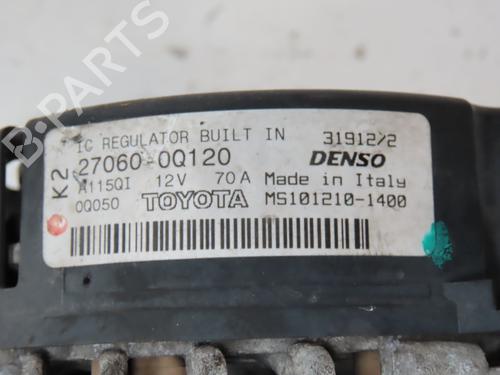 IC REGULATOR BUILT IN 31912/2
K2 27060-0Q120 DENSO
A115QI 12V 70A Made in Italy
0Q050 TOYOTA MS101210-1400
B-PARTS